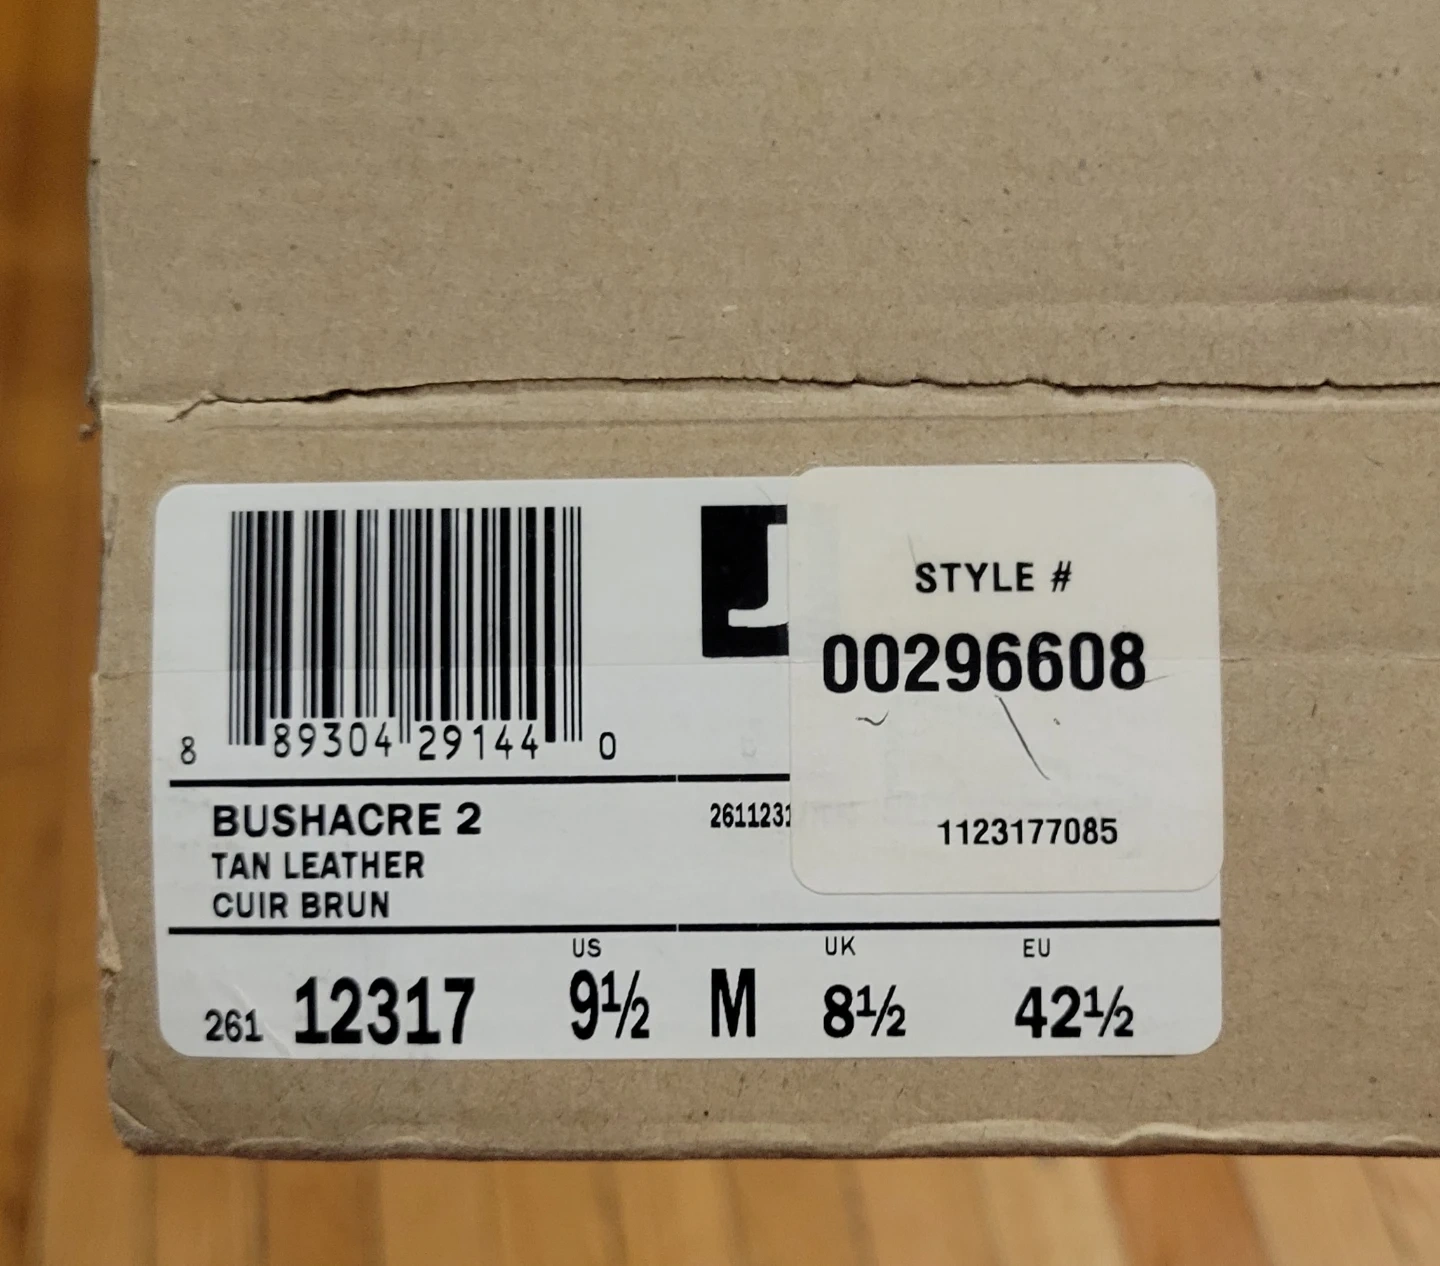 8 89304 29144 0
STYLE #
00296608
1123177085
BUSHACRE 2
TAN LEATHER
CUIR BRUN
261 12317
US
9½ M
UK
8½
EU
42½